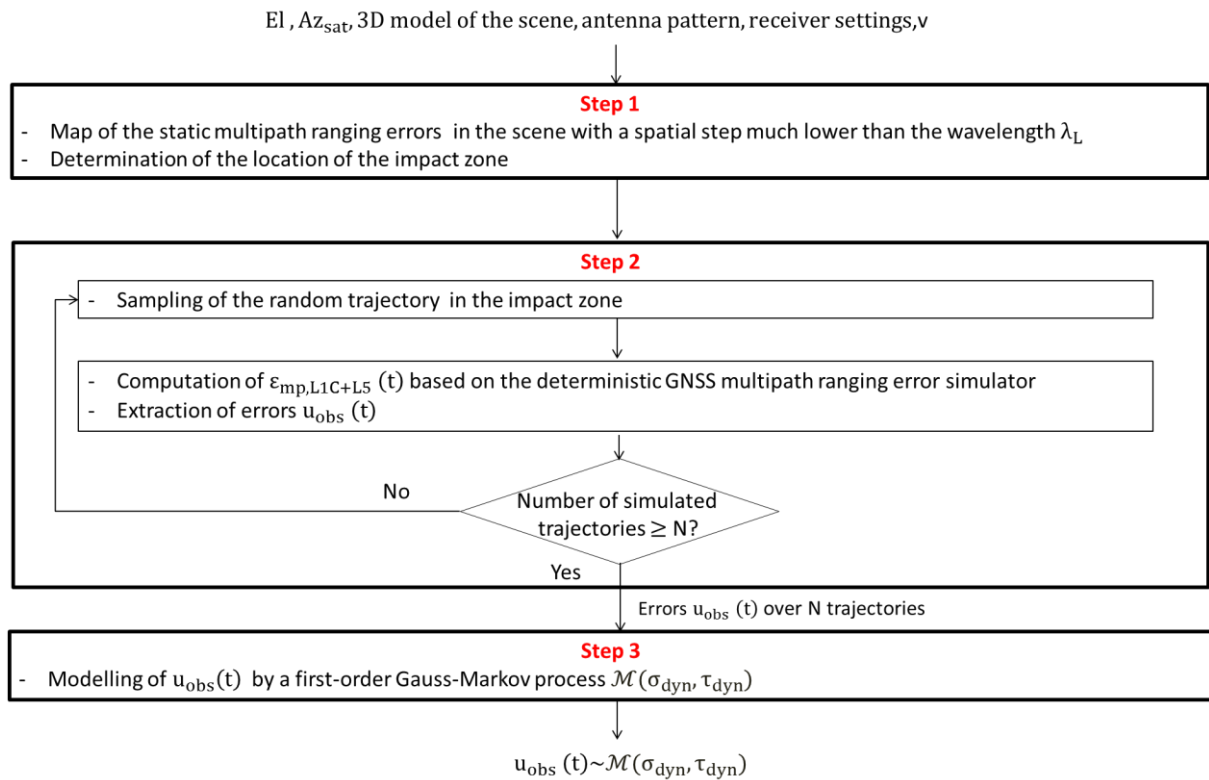 El , Az_sat, 3D model of the scene, antenna pattern, receiver settings,v
Step 1
- Map of the static multipath ranging errors in the scene with a spatial step much lower than the wavelength λ_L
- Determination of the location of the impact zone
Step 2
- Sampling of the random trajectory in the impact zone
- Computation of ε_mp,L1C+L5 (t) based on the deterministic GNSS multipath ranging error simulator
- Extraction of errors u_obs (t)
No
Number of simulated
trajectories ≥ N?
Yes
Errors u_obs (t) over N trajectories
Step 3
- Modelling of u_obs(t) by a first-order Gauss-Markov process ℳ(σ_dyn, τ_dyn)
u_obs (t)~ℳ(σ_dyn, τ_dyn)